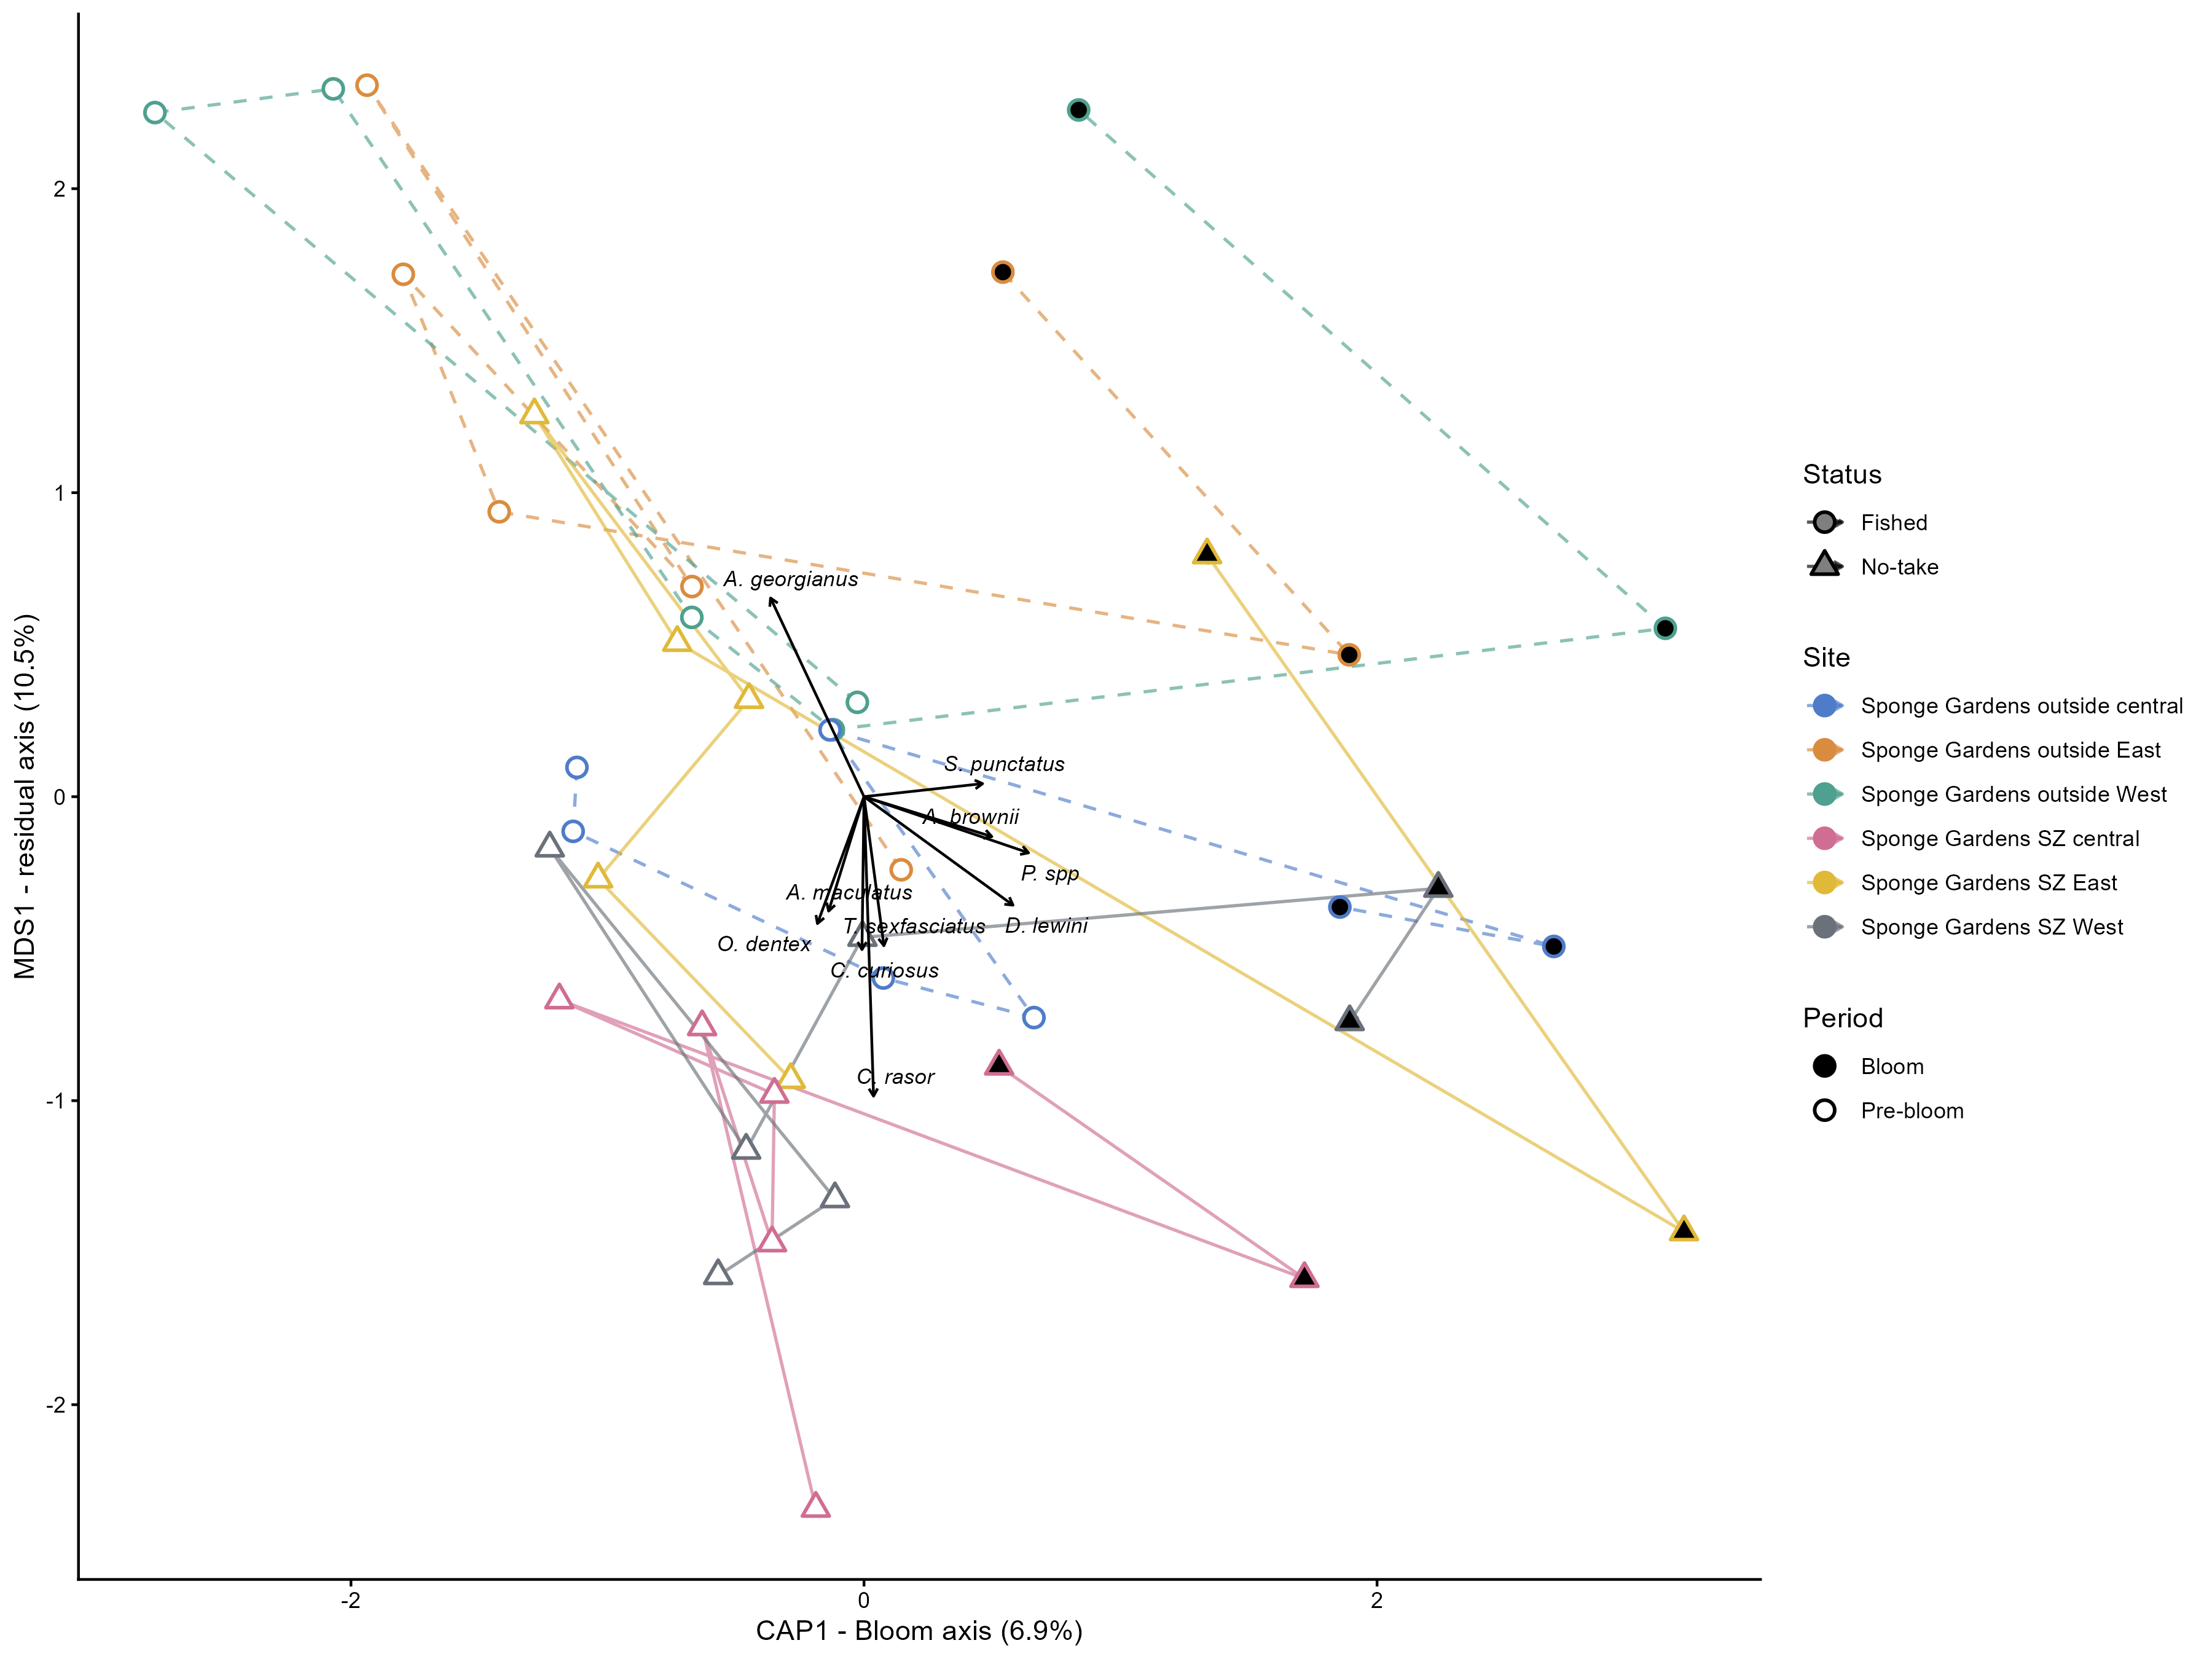 2
1
0
-1
-2
MDS1 - residual axis (10.5%)
A. georgianus
S. punctatus
A. brownii
P. spp
A. maculatus
T. sexfasciatus
D. lewini
O. dentex
C. curiosus
C. rasor
-2
0
2
CAP1 - Bloom axis (6.9%)
Status
Fished
No-take
Site
Sponge Gardens outside central
Sponge Gardens outside East
Sponge Gardens outside West
Sponge Gardens SZ central
Sponge Gardens SZ East
Sponge Gardens SZ West
Period
Bloom
Pre-bloom